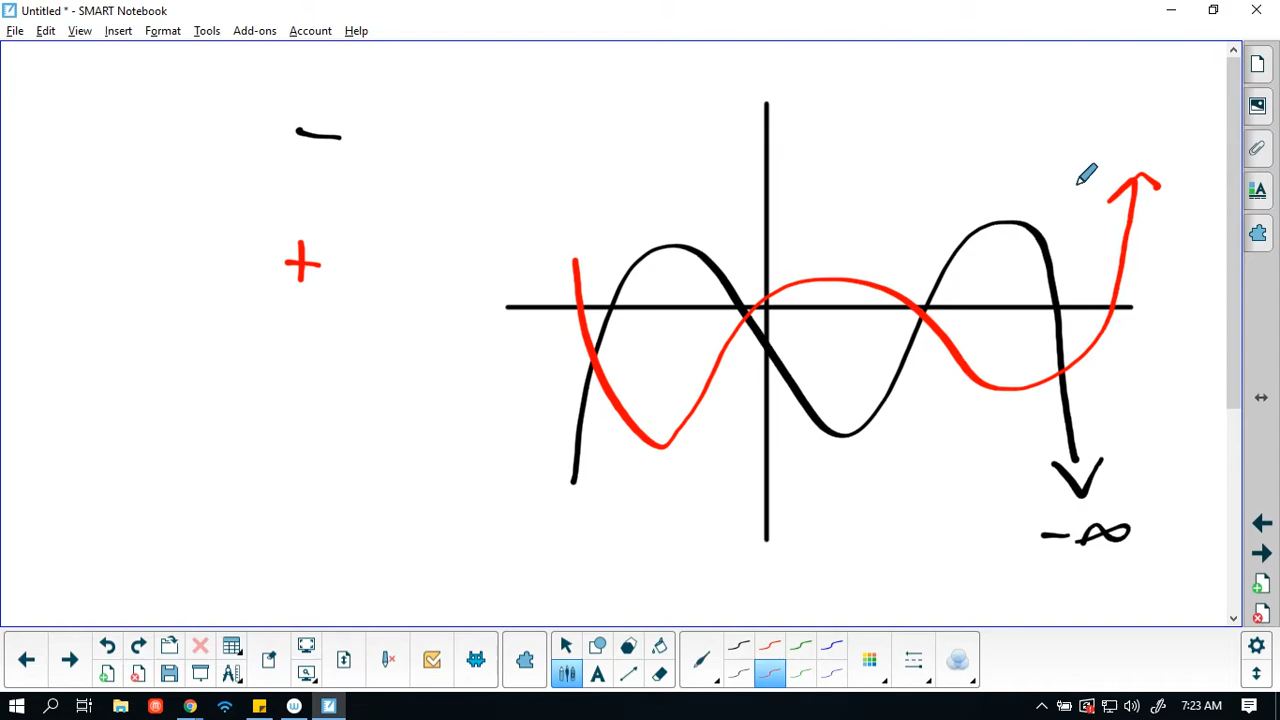 Untitled * - SMART Notebook
File Edit View Insert Format Tools Add-ons Account Help
−
+
-∞
A
A
7:23 AM